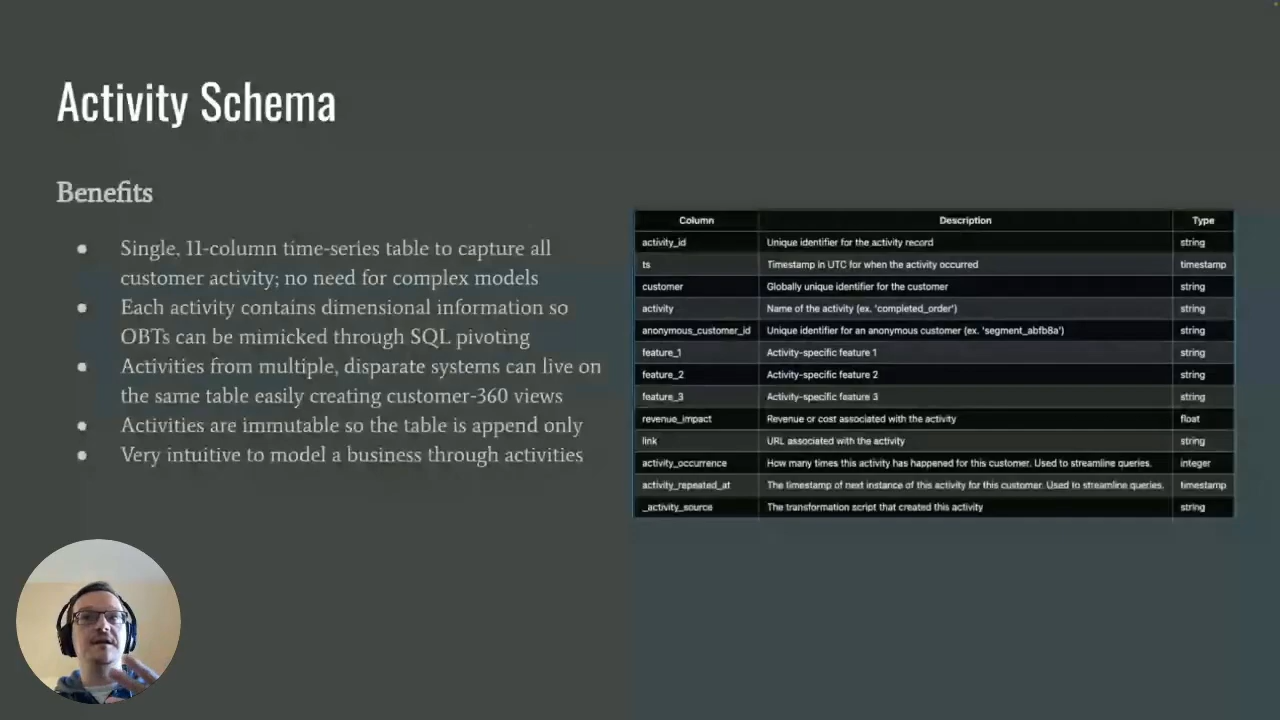 Activity Schema
Benefits
● Single, 11-column time-series table to capture all
customer activity; no need for complex models
● Each activity contains dimensional information so
OBTs can be mimicked through SQL pivoting
● Activities from multiple, disparate systems can live on
the same table easily creating customer-360 views
● Activities are immutable so the table is append only
● Very intuitive to model a business through activities
Column Description Type
activity_id Unique identifier for the activity record string
ts Timestamp in UTC for when the activity occurred timestamp
customer Globally unique identifier for the customer string
activity Name of the activity (ex. 'completed_order') string
anonymous_customer_id Unique identifier for an anonymous customer (ex. 'segment_abfb8a') string
feature_1 Activity-specific feature 1 string
feature_2 Activity-specific feature 2 string
feature_3 Activity-specific feature 3 string
revenue_impact Revenue or cost associated with the activity float
link URL associated with the activity string
activity_occurrence How many times this activity has happened for this customer. Used to streamline queries. integer
activity_repeated_at The timestamp of next instance of this activity for this customer. Used to streamline queries. timestamp
_activity_source The transformation script that created this activity string